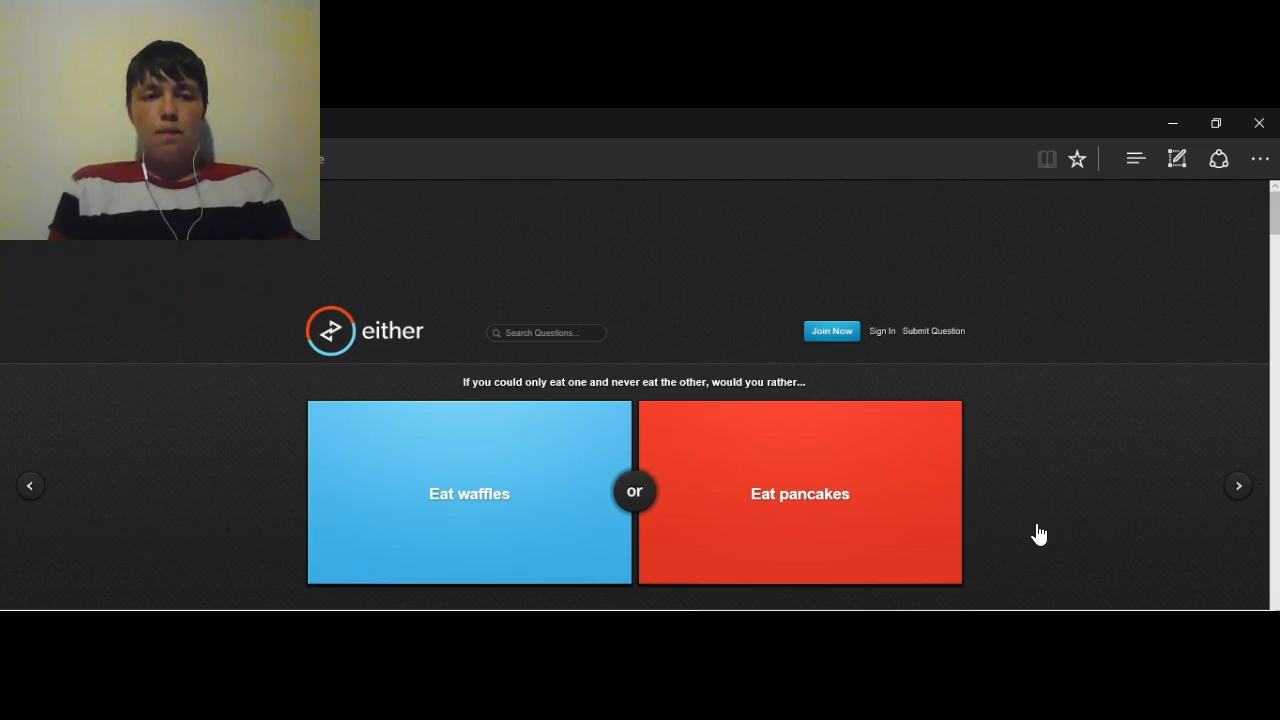 either
Search Questions...
Join Now
Sign In
Submit Question
If you could only eat one and never eat the other, would you rather...
Eat waffles
or
Eat pancakes